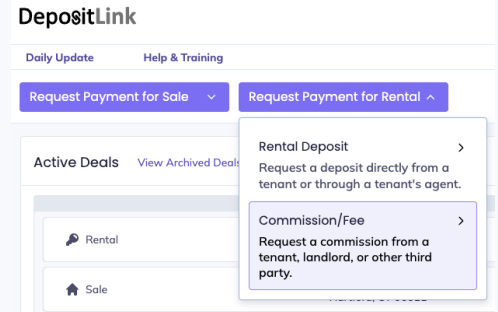 DepositLink
Daily Update Help & Training
Request Payment for Sale Request Payment for Rental
Rental Deposit
Request a deposit directly from a
tenant or through a tenant's agent.
Commission/Fee
Request a commission from a
tenant, landlord, or other third
party.
Active Deals View Archived Deals
Rental
Sale